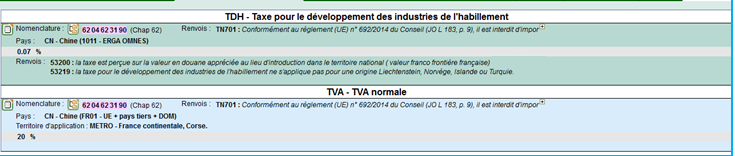 TDH - Taxe pour le développement des industries de l'habillement
Nomenclature : 6204623190 (Chap 62) Renvois : TN701 : Conformément au règlement (UE) n° 692/2014 du Conseil (JO L 183, p. 9), il est interdit d'impor
Pays : CN - Chine (1011 - ERGA OMNES)
0.07 %
Renvois : 53200 : la taxe est perçue sur la valeur en douane appréciée au lieu d'introduction dans le territoire national ( valeur franco frontière française)
53219 : la taxe pour le développement des industries de l'habillement ne s'applique pas pour une origine Liechtenstein, Norvège, Islande ou Turquie.
TVA - TVA normale
Nomenclature : 6204623190 (Chap 62) Renvois : TN701 : Conformément au règlement (UE) n° 692/2014 du Conseil (JO L 183, p. 9), il est interdit d'impor
Pays : CN - Chine (FR01 - UE + pays tiers + DOM)
Territoire d'application : METRO - France continentale, Corse.
20 %